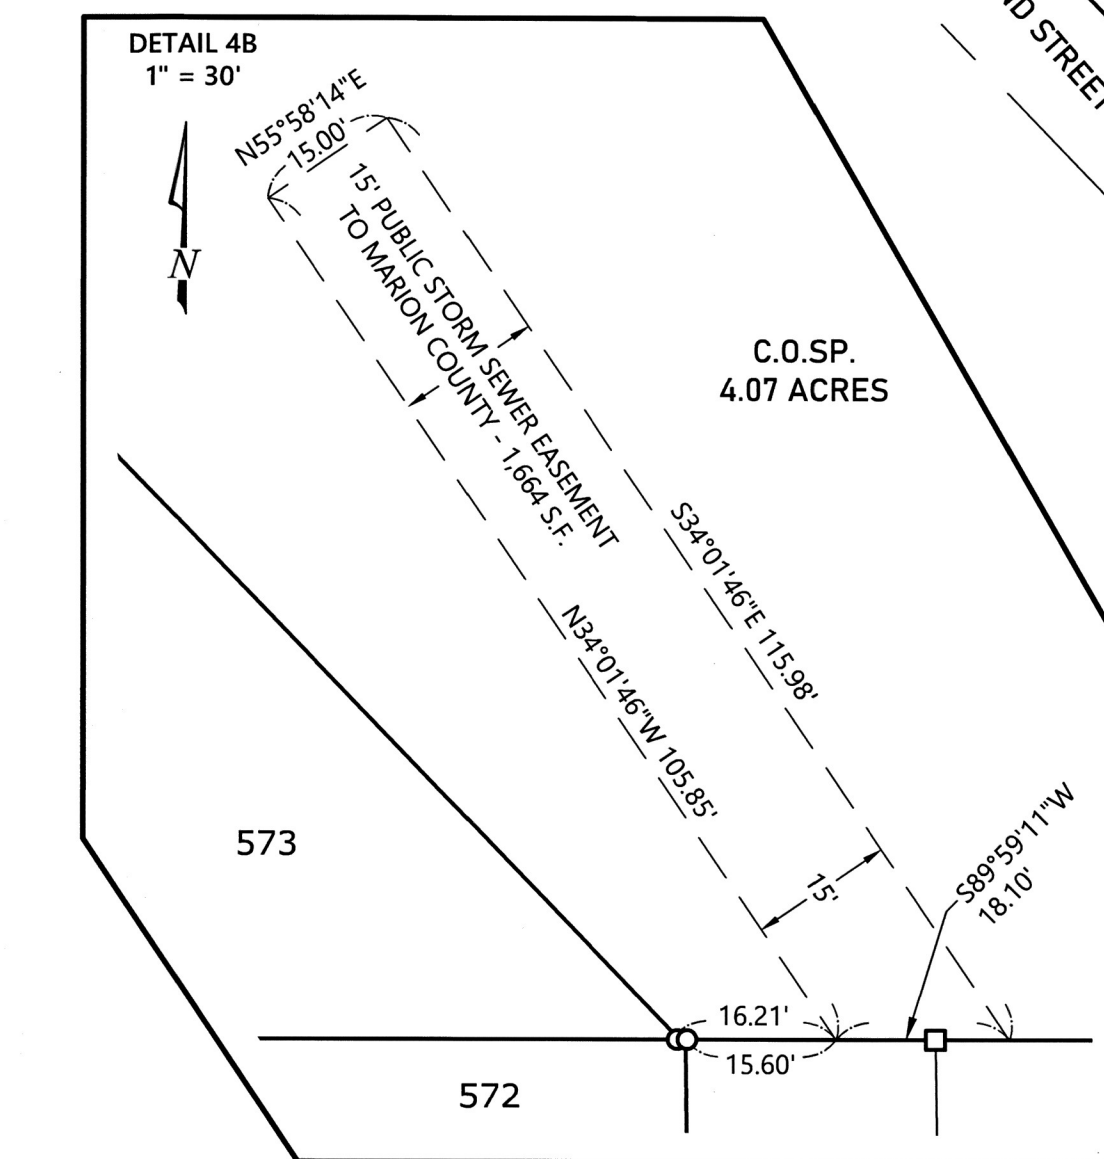 DETAIL 4B
1" = 30'
N
N55°58'14"E
15.00'
15' PUBLIC STORM SEWER EASEMENT
TO MARION COUNTY - 1,664 S.F.
STREET
C.O.SP.
4.07 ACRES
S34°01'46"E 115.98'
N34°01'46"W 105.85'
15'
S89°59'11"W
18.10'
573
16.21'
15.60'
572